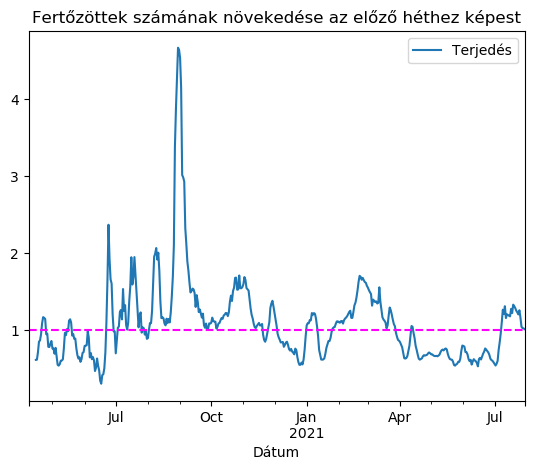 Fertőzöttek számának növekedése az előző héthez képest
Terjedés
4
3
2
1
Jul
Oct
Jan
2021
Apr
Jul
Dátum